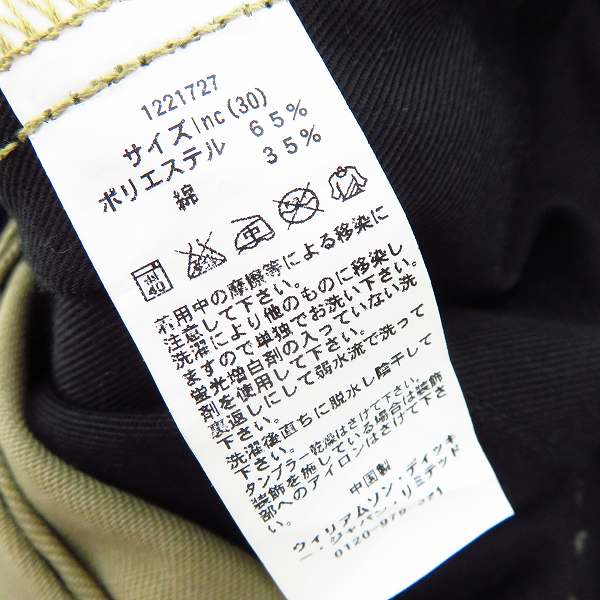 1221727
サイズInc(30)
ポリエステル 65%
綿 35%
40
中
着用中の摩擦等による移染に
注意して下さい。
洗濯により他のものに移染し
ますので単独でお洗い下さい。
蛍光増白剤の入っていない洗
剤を使用して下さい。
裏返しにして弱水流で洗って
下さい。
洗濯後直ちに脱水し陰干して
下さい。
タンブラー乾燥はさけて下さい。
装飾を施している場合は装飾
部へのアイロンはさけて下さ
い。
中国製
ウィリアムソン・ディッキ
ー・ジャパン・リミテッド
0120-979-371